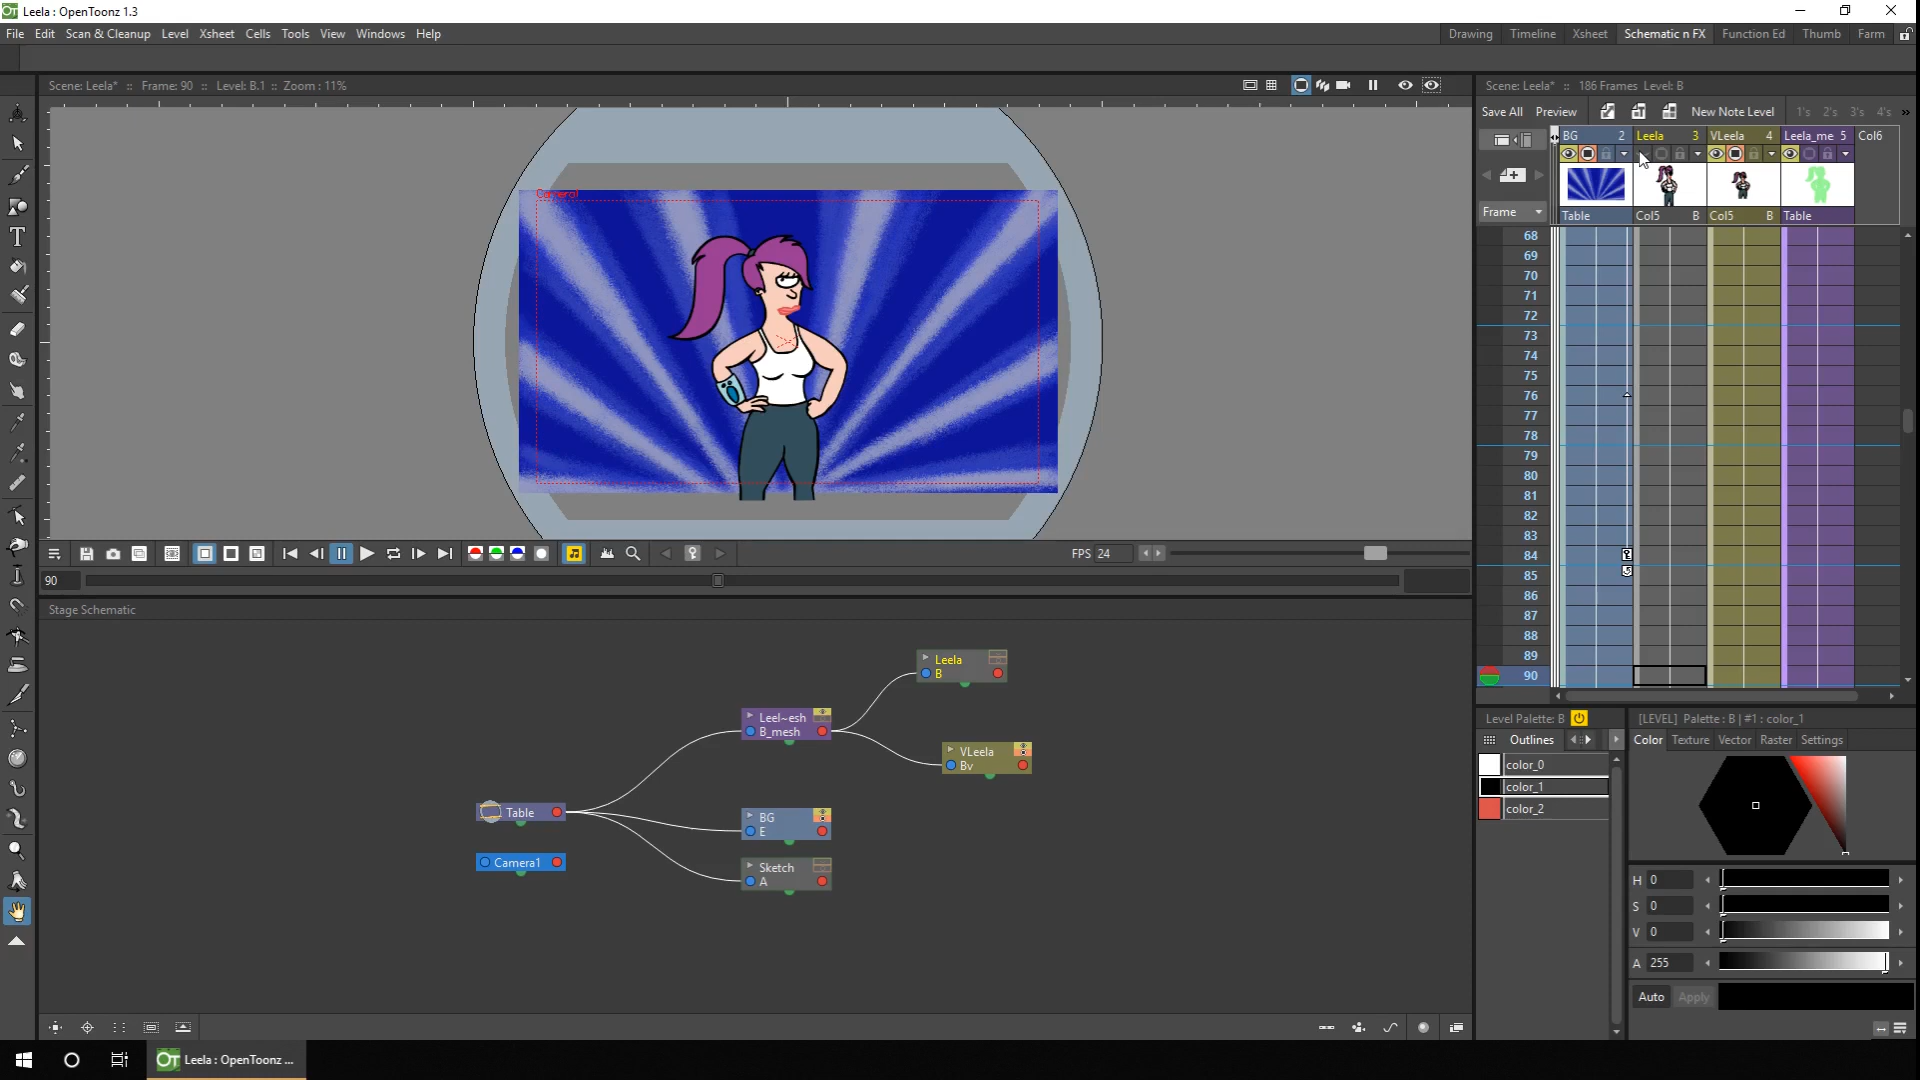 Leela : OpenToonz 1.3
File Edit Scan & Cleanup Level Xsheet Cells Tools View Windows Help
Drawing Timeline Xsheet Schematic n FX Function Ed Thumb Farm
Scene: Leela* :: Frame: 90 :: Level: B.1 :: Zoom : 11%
Scene: Leela* :: 186 Frames Level: B
Save All Preview New Note Level 1's 2's 3's 4's »
BG 2 Leela 3 VLeela 4 Leela_me 5 Col6
Frame
Table Col5 B Col5 B Table
68
69
70
71
72
73
74
75
76
77
78
79
80
81
82
83
84
85
86
87
88
89
90
Camera1
FPS 24
90
Stage Schematic
Leela
B
Leel~esh
B_mesh
VLeela
Bv
Table
BG
E
Camera1
Sketch
A
Level Palette: B
Outlines
color_0
color_1
color_2
[LEVEL] Palette : B | #1 : color_1
Color Texture Vector Raster Settings
H 0
S 0
V 0
A 255
Auto Apply
Leela : OpenToonz ...